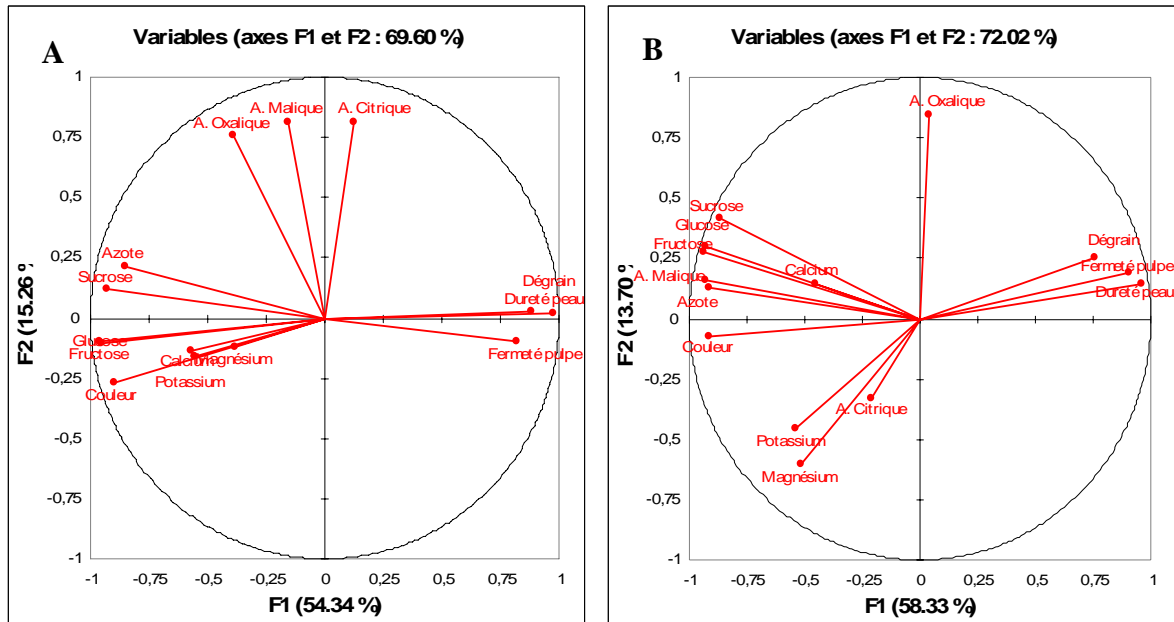 A
Variables (axes F1 et F2 : 69.60 %)
F2 (15.26 %)
1
0,75
0,5
0,25
0
-0,25
-0,5
-0,75
-1
A. Malique
A. Citrique
A. Oxalique
Azote
Sucrose
Dégrain
Dureté peau
Glucose
Fructose
Fermeté pulpe
Calcium
Magnésium
Potassium
Couleur
-1
-0,75
-0,5
-0,25
0
0,25
0,5
0,75
1
F1 (54.34 %)
B
Variables (axes F1 et F2 : 72.02 %)
F2 (13.70 %)
1
0,75
0,5
0,25
0
-0,25
-0,5
-0,75
-1
A. Oxalique
Sucrose
Glucose
Fructose
Dégrain
Calcium
Fermeté pulpe
A. Malique
Dureté peau
Azote
Couleur
A. Citrique
Potassium
Magnésium
-1
-0,75
-0,5
-0,25
0
0,25
0,5
0,75
1
F1 (58.33 %)